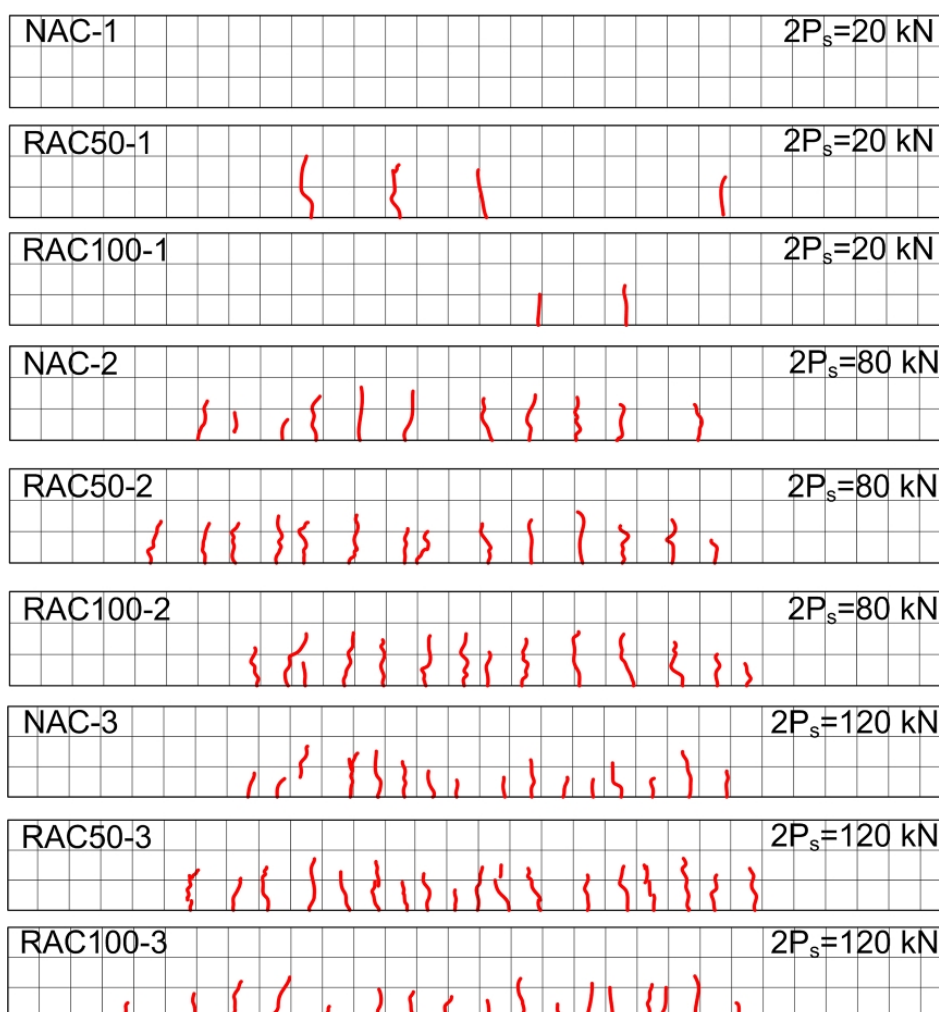 NAC-1 2Pₛ=20 kN
RAC50-1 2Pₛ=20 kN
RAC100-1 2Pₛ=20 kN
NAC-2 2Pₛ=80 kN
RAC50-2 2Pₛ=80 kN
RAC100-2 2Pₛ=80 kN
NAC-3 2Pₛ=120 kN
RAC50-3 2Pₛ=120 kN
RAC100-3 2Pₛ=120 kN